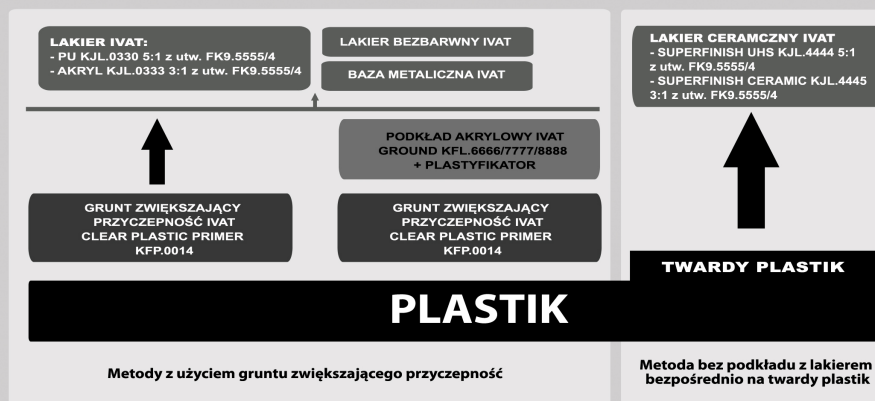 LAKIER IVAT:
- PU KJL.0330 5:1 z utw. FK9.5555/4
- AKRYL KJL.0333 3:1 z utw. FK9.5555/4
LAKIER BEZBARWNY IVAT
BAZA METALICZNA IVAT
PODKŁAD AKRYLOWY IVAT
GROUND KFL.6666/7777/8888
+ PLASTYFIKATOR
GRUNT ZWIĘKSZAJĄCY
PRZYCZEPNOŚĆ IVAT
CLEAR PLASTIC PRIMER
KFP.0014
GRUNT ZWIĘKSZAJĄCY
PRZYCZEPNOŚĆ IVAT
CLEAR PLASTIC PRIMER
KFP.0014
LAKIER CERAMCZNY IVAT
- SUPERFINISH UHS KJL.4444 5:1
z utw. FK9.5555/4
- SUPERFINISH CERAMIC KJL.4445
3:1 z utw. FK9.5555/4
TWARDY PLASTIK
PLASTIK
Metody z użyciem gruntu zwiększającego przyczepność
Metoda bez podkładu z lakierem
bezpośrednio na twardy plastik